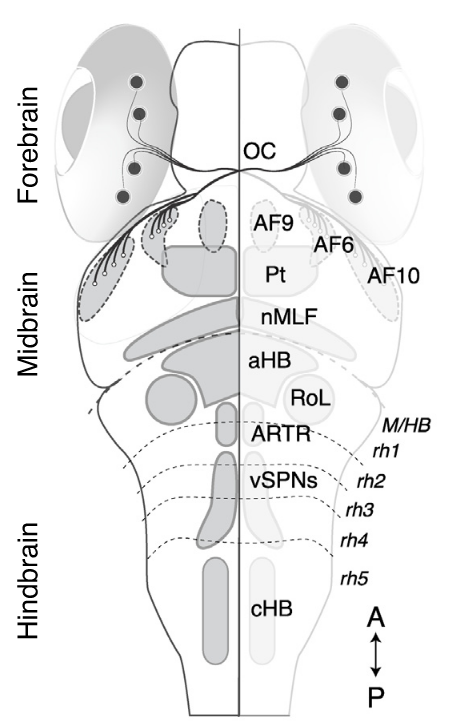 Forebrain
OC
AF9
AF6
AF10
Pt
Midbrain
nMLF
aHB
RoL
M/HB
ARTR
rh1
vSPNs
rh2
rh3
rh4
Hindbrain
rh5
cHB
A
P